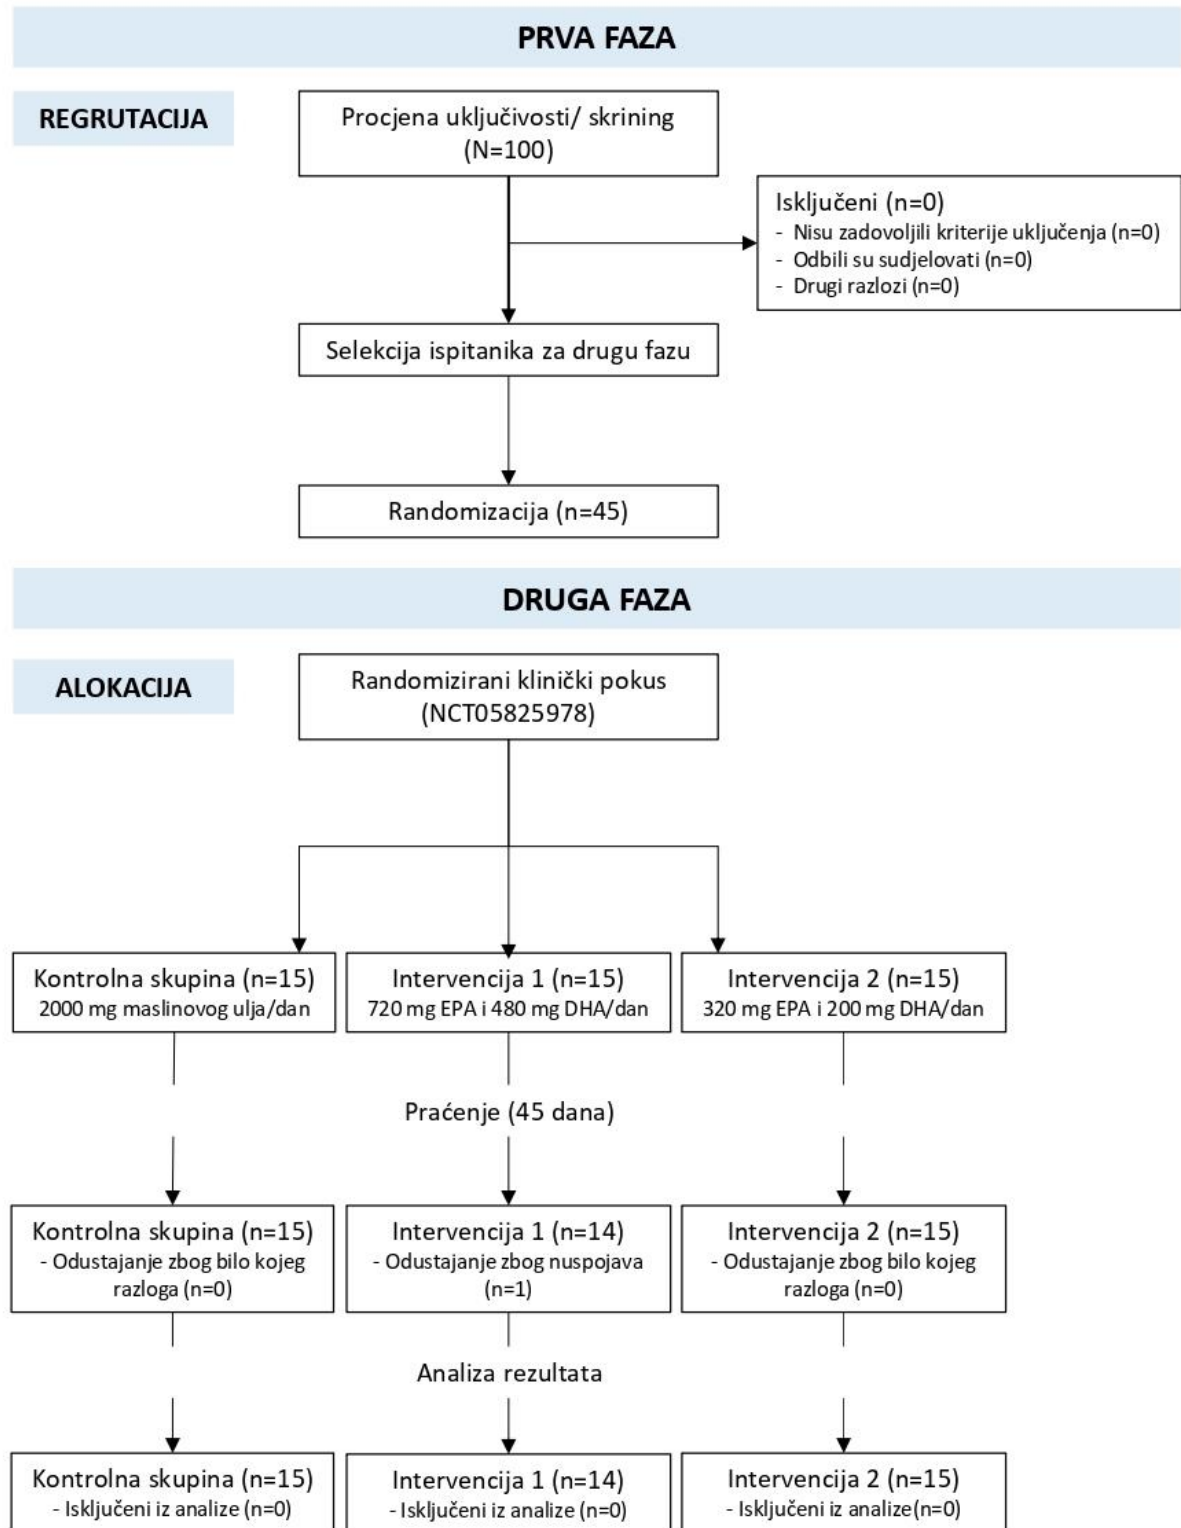 PRVA FAZA
REGRUTACIJA
Procjena uključivosti/ skrining
(N=100)
Isključeni (n=0)
- Nisu zadovoljili kriterije uključenja (n=0)
- Odbili su sudjelovati (n=0)
- Drugi razlozi (n=0)
Selekcija ispitanika za drugu fazu
Randomizacija (n=45)
DRUGA FAZA
ALOKACIJA
Randomizirani klinički pokus
(NCT05825978)
Kontrolna skupina (n=15)
2000 mg maslinovog ulja/dan
Intervencija 1 (n=15)
720 mg EPA i 480 mg DHA/dan
Intervencija 2 (n=15)
320 mg EPA i 200 mg DHA/dan
Praćenje (45 dana)
Kontrolna skupina (n=15)
- Odustajanje zbog bilo kojeg
razloga (n=0)
Intervencija 1 (n=14)
- Odustajanje zbog nuspojava
(n=1)
Intervencija 2 (n=15)
- Odustajanje zbog bilo kojeg
razloga (n=0)
Analiza rezultata
Kontrolna skupina (n=15)
- Isključeni iz analize (n=0)
Intervencija 1 (n=14)
- Isključeni iz analize (n=0)
Intervencija 2 (n=15)
- Isključeni iz analize(n=0)